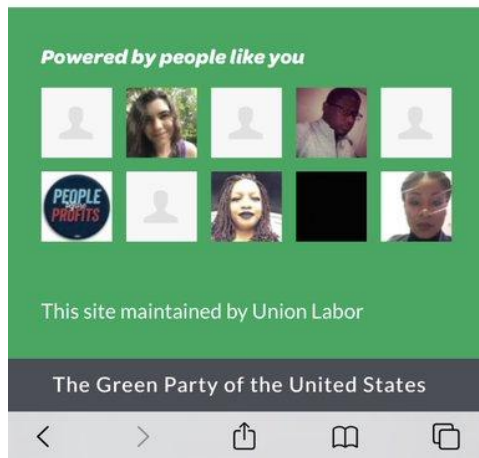 Powered by people like you
PEOPLE
PROFITS
This site maintained by Union Labor
The Green Party of the United States